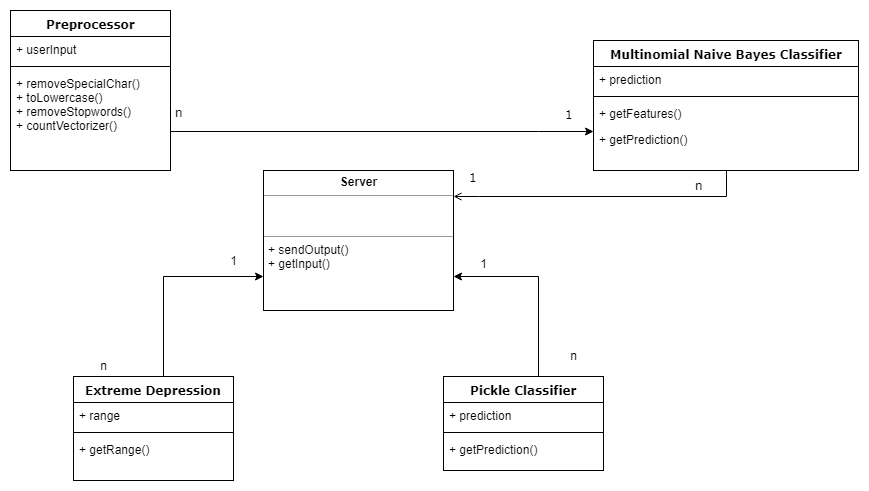 Preprocessor
+ userInput
+ removeSpecialChar()
+ toLowercase()
+ removeStopwords()
+ countVectorizer()
n
1
Multinomial Naive Bayes Classifier
+ prediction
+ getFeatures()
+ getPrediction()
n
1
Server
+ sendOutput()
+ getInput()
1
1
n
n
Extreme Depression
+ range
+ getRange()
Pickle Classifier
+ prediction
+ getPrediction()